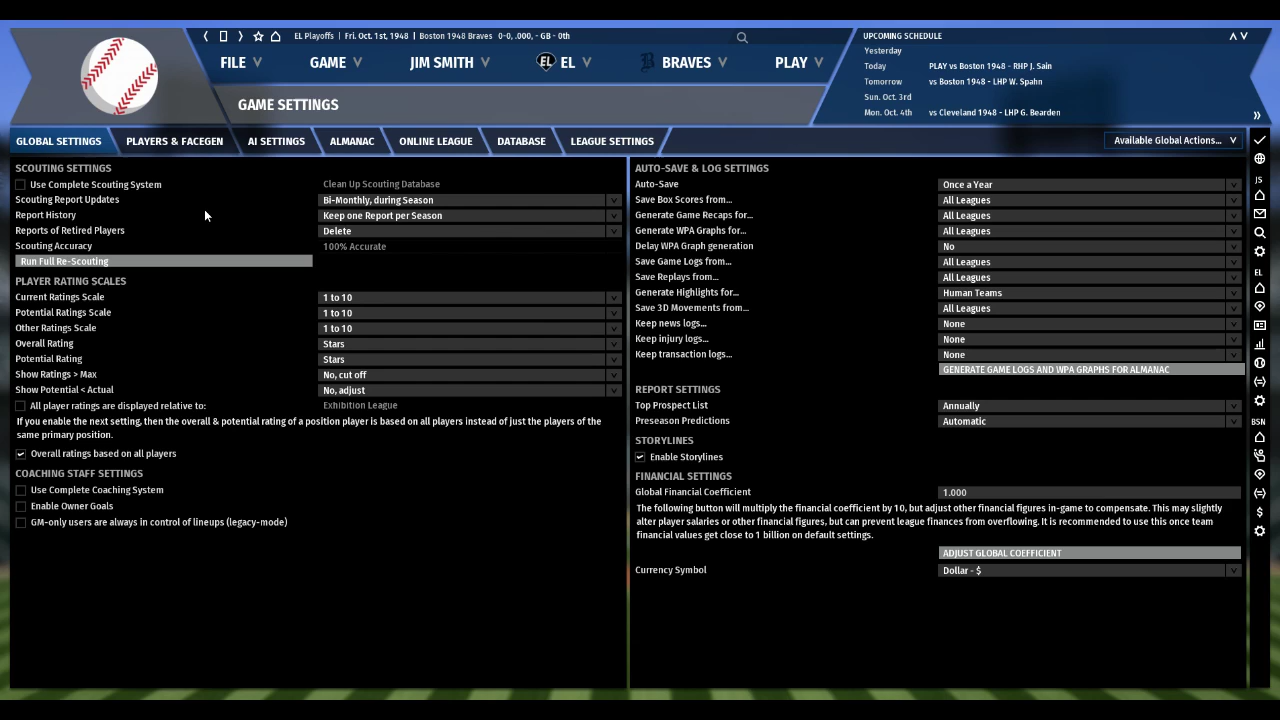 EL Playoffs | Fri. Oct. 1st, 1948 | Boston 1948 Braves 0-0, .000, - GB - 0th
FILE GAME JIM SMITH EL EL BRAVES PLAY
GAME SETTINGS
UPCOMING SCHEDULE
Yesterday
Today PLAY vs Boston 1948 - RHP J. Sain
Tomorrow vs Boston 1948 - LHP W. Spahn
Sun. Oct. 3rd
Mon. Oct. 4th vs Cleveland 1948 - LHP G. Bearden
GLOBAL SETTINGS PLAYERS & FACEGEN AI SETTINGS ALMANAC ONLINE LEAGUE DATABASE LEAGUE SETTINGS Available Global Actions...
SCOUTING SETTINGS
Use Complete Scouting System Clean Up Scouting Database
Scouting Report Updates Bi-Monthly, during Season
Report History Keep one Report per Season
Reports of Retired Players Delete
Scouting Accuracy 100% Accurate
Run Full Re-Scouting
PLAYER RATING SCALES
Current Ratings Scale 1 to 10
Potential Ratings Scale 1 to 10
Other Ratings Scale 1 to 10
Overall Rating Stars
Potential Rating Stars
Show Ratings > Max No, cut off
Show Potential < Actual No, adjust
All player ratings are displayed relative to: Exhibition League
If you enable the next setting, then the overall & potential rating of a position player is based on all players instead of just the players of the
same primary position.
Overall ratings based on all players
COACHING STAFF SETTINGS
Use Complete Coaching System
Enable Owner Goals
GM-only users are always in control of lineups (legacy-mode)
AUTO-SAVE & LOG SETTINGS
Auto-Save Once a Year
Save Box Scores from... All Leagues
Generate Game Recaps for... All Leagues
Generate WPA Graphs for... All Leagues
Delay WPA Graph generation No
Save Game Logs from... All Leagues
Save Replays from... All Leagues
Generate Highlights for... Human Teams
Save 3D Movements from... All Leagues
Keep news logs... None
Keep injury logs... None
Keep transaction logs... None
GENERATE GAME LOGS AND WPA GRAPHS FOR ALMANAC
REPORT SETTINGS
Top Prospect List Annually
Preseason Predictions Automatic
STORYLINES
Enable Storylines
FINANCIAL SETTINGS
Global Financial Coefficient 1.000
The following button will multiply the financial coefficient by 10, but adjust other financial figures in-game to compensate. This may slightly
alter player salaries or other financial figures, but can prevent league finances from overflowing. It is recommended to use this once team
financial values get close to 1 billion on default settings.
ADJUST GLOBAL COEFFICIENT
Currency Symbol Dollar - $
JS
EL
BSN
$